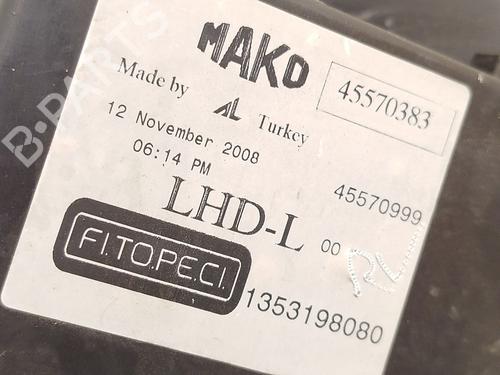 MAKO
45570383
Made by AL Turkey
12 November 2008
06:14 PM
45570999
LHD-L 00
FI.TO.PE.CI.
1353198080
B-PARTS